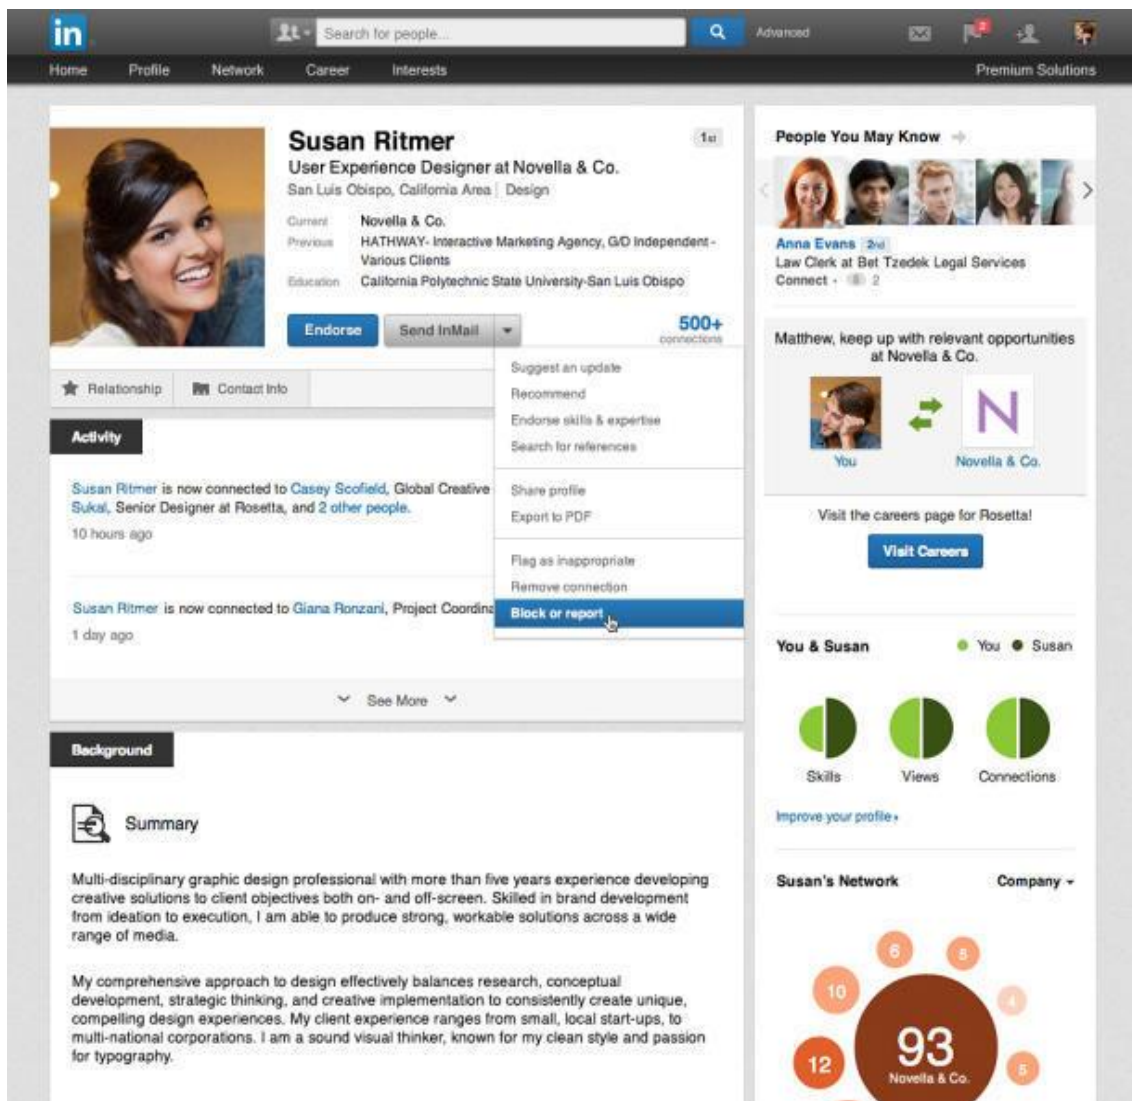 in
Search for people...
Advanced
2
Home Profile Network Career Interests Premium Solutions
Susan Ritmer
1st
User Experience Designer at Novella & Co.
San Luis Obispo, California Area | Design
Current Novella & Co.
Previous HATHWAY- Interactive Marketing Agency, G/D Independent -
Various Clients
Education California Polytechnic State University-San Luis Obispo
Endorse Send InMail
500+
connections
Suggest an update
Recommend
Endorse skills & expertise
Search for references
Share profile
Export to PDF
Flag as inappropriate
Remove connection
Block or report
Relationship Contact Info
Activity
Susan Ritmer is now connected to Casey Scofield, Global Creative
Sukal, Senior Designer at Rosetta, and 2 other people.
10 hours ago
Susan Ritmer is now connected to Giana Ronzani, Project Coordina
1 day ago
See More
Background
Summary
Multi-disciplinary graphic design professional with more than five years experience developing
creative solutions to client objectives both on- and off-screen. Skilled in brand development
from ideation to execution, I am able to produce strong, workable solutions across a wide
range of media.
My comprehensive approach to design effectively balances research, conceptual
development, strategic thinking, and creative implementation to consistently create unique,
compelling design experiences. My client experience ranges from small, local start-ups, to
multi-national corporations. I am a sound visual thinker, known for my clean style and passion
for typography.
People You May Know
Anna Evans 2nd
Law Clerk at Bet Tzedek Legal Services
Connect • 2
Matthew, keep up with relevant opportunities
at Novella & Co.
N
You Novella & Co.
Visit the careers page for Rosetta!
Visit Careers
You & Susan You Susan
Skills Views Connections
Improve your profile
Susan's Network Company
6
5
10
4
93
Novella & Co.
12
5